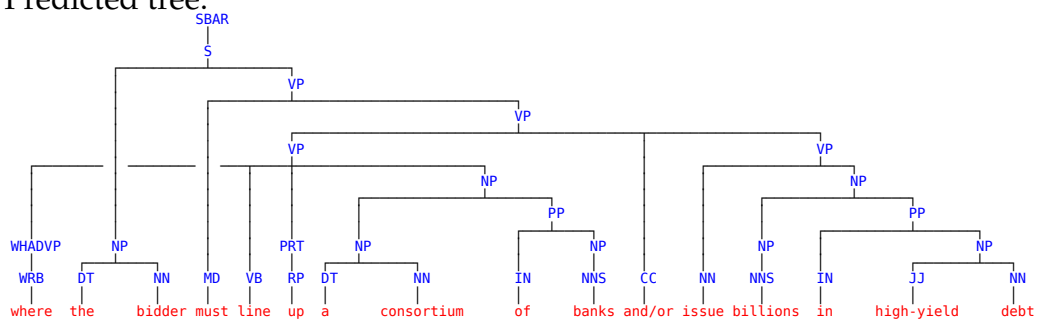 Predicted tree:
SBAR
S
VP
VP
VP VP
NP NP
PP PP
WHADVP NP PRT NP NP NP NP
WRB DT NN MD VB RP DT NN IN NNS CC NN NNS IN JJ NN
where the bidder must line up a consortium of banks and/or issue billions in high-yield debt